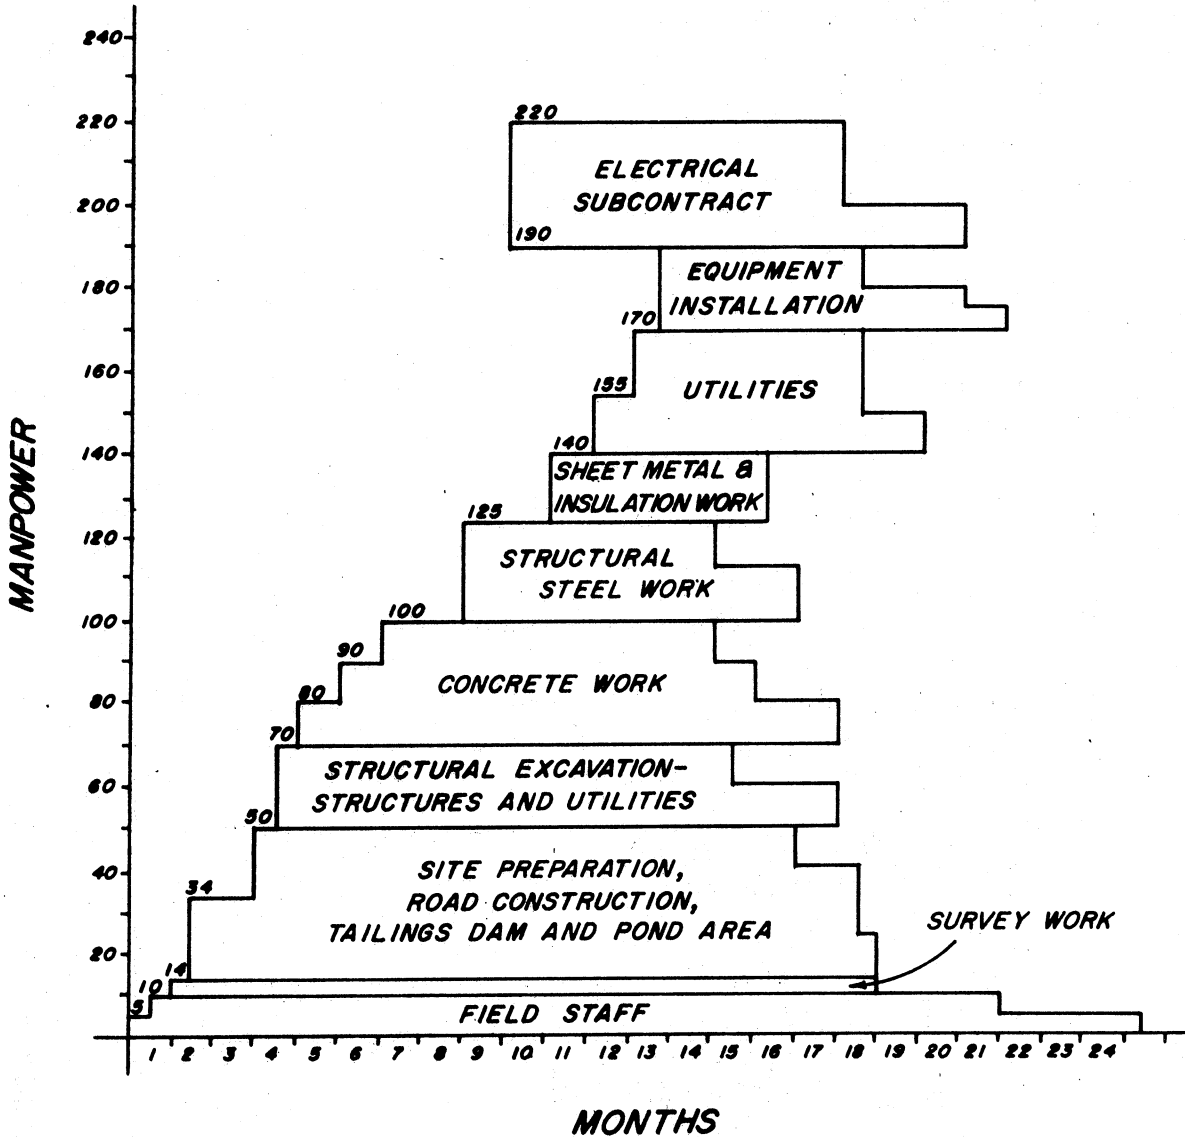 240
220
200
180
160
140
120
100
80
60
40
20
MANPOWER
220
ELECTRICAL
SUBCONTRACT
190
EQUIPMENT
INSTALLATION
170
155
UTILITIES
140
SHEET METAL &
INSULATION WORK
125
STRUCTURAL
STEEL WORK
100
90
CONCRETE WORK
80
70
STRUCTURAL EXCAVATION-
STRUCTURES AND UTILITIES
50
SITE PREPARATION,
ROAD CONSTRUCTION,
TAILINGS DAM AND POND AREA
34
SURVEY WORK
14
10
5
FIELD STAFF
1 2 3 4 5 6 7 8 9 10 11 12 13 14 15 16 17 18 19 20 21 22 23 24
MONTHS